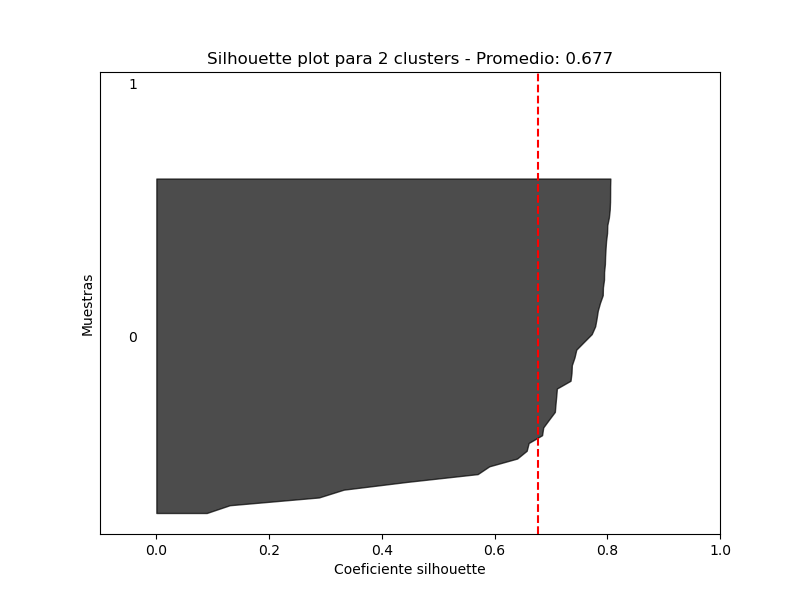 Silhouette plot para 2 clusters - Promedio: 0.677
1
0
Muestras
0.0 0.2 0.4 0.6 0.8 1.0
Coeficiente silhouette